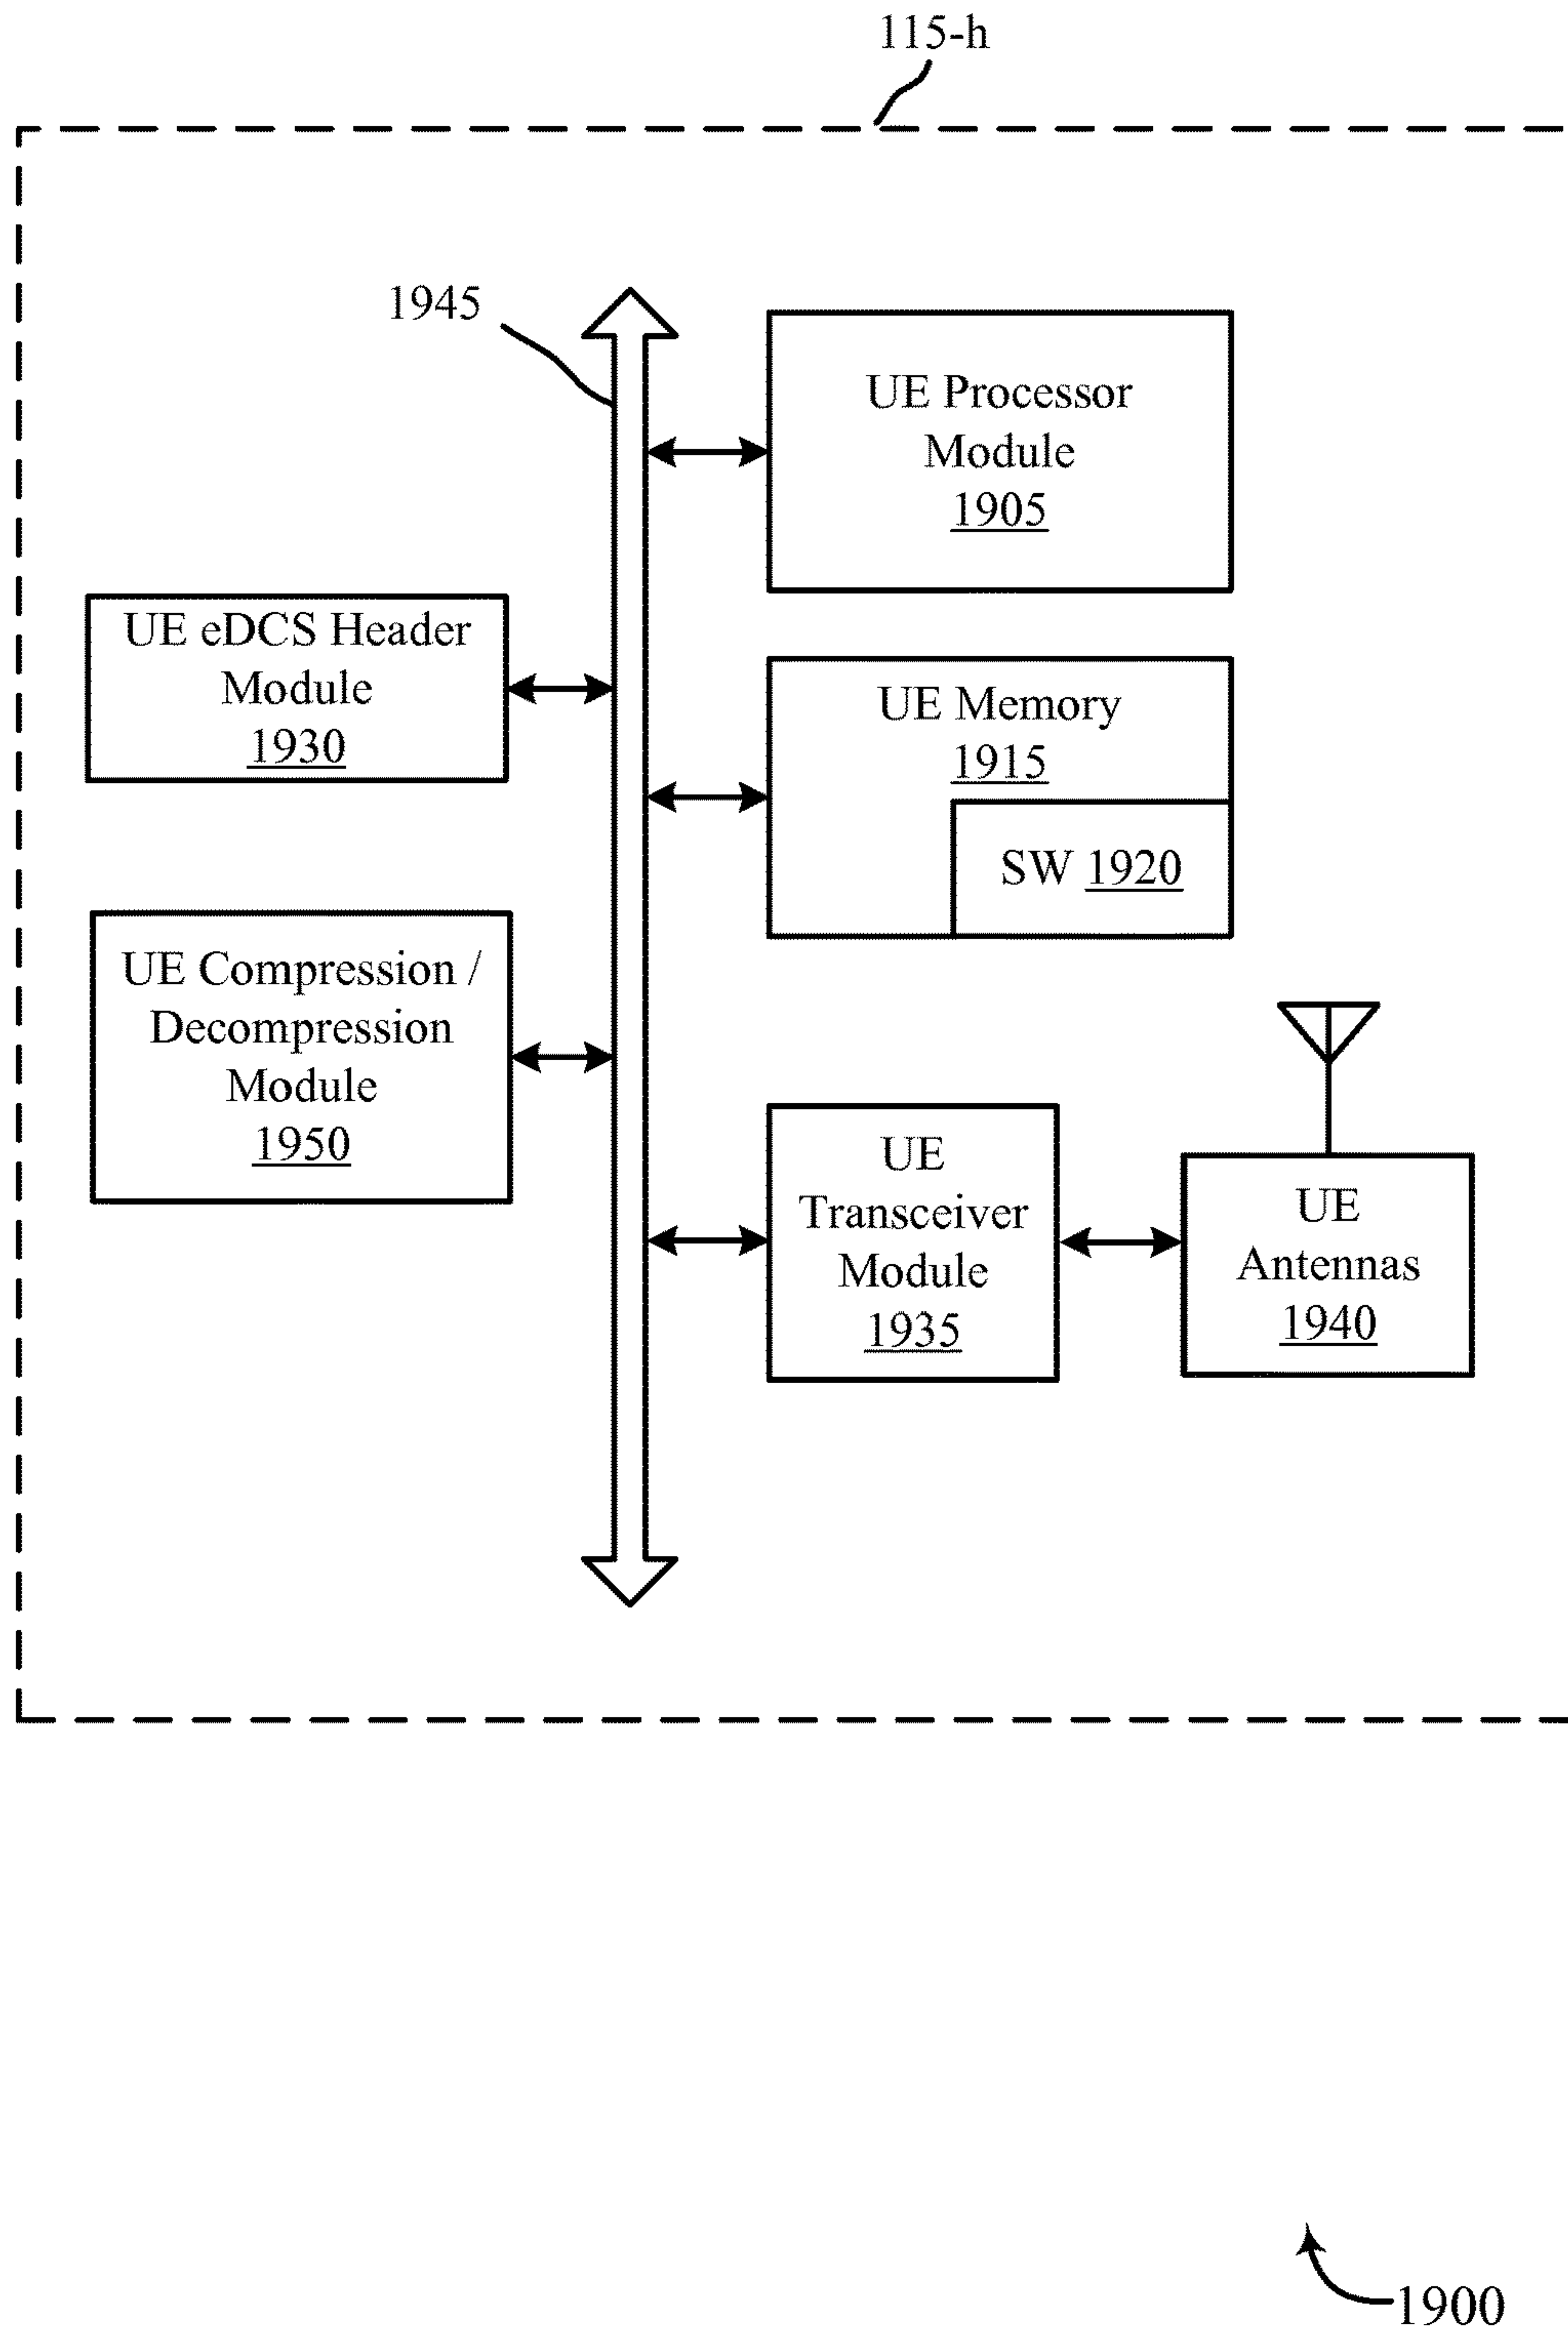 115-h
1945
UE Processor
Module
1905
UE eDCS Header
Module
1930
UE Memory
1915
SW 1920
UE Compression /
Decompression
Module
1950
UE
Transceiver
Module
1935
UE
Antennas
1940
1900